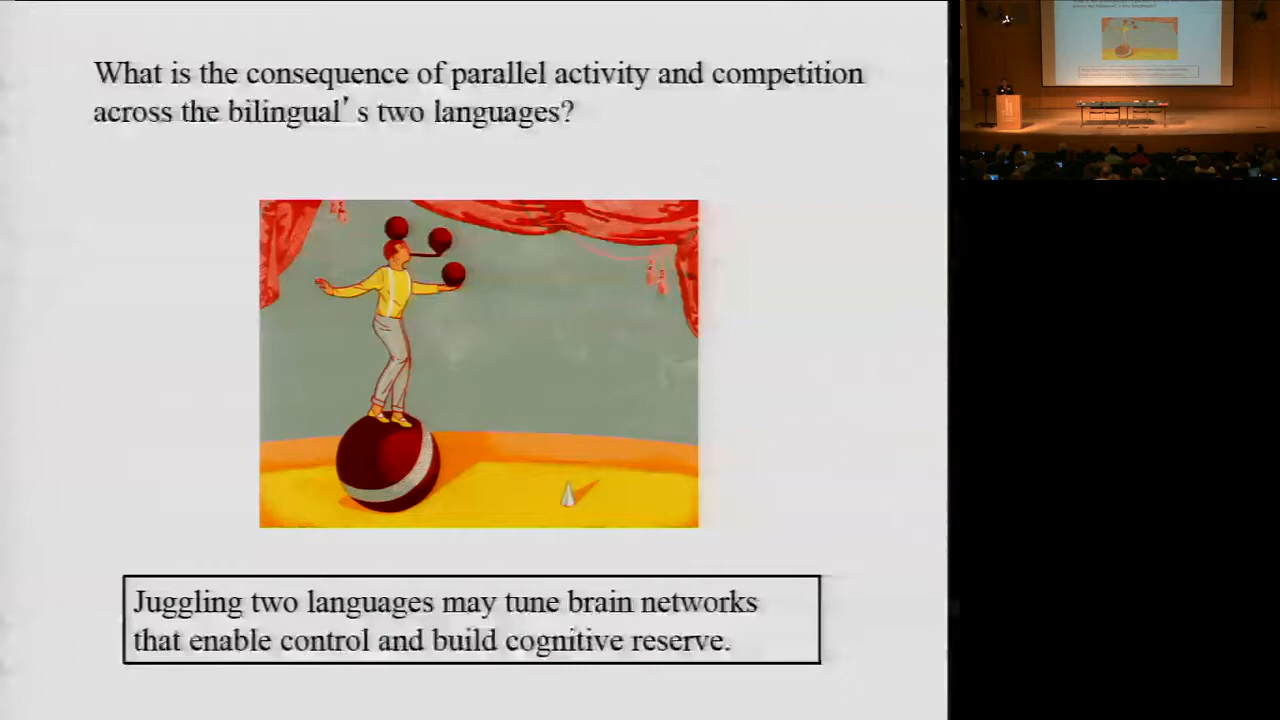 What is the consequence of parallel activity and competition
across the bilingual's two languages?
Juggling two languages may tune brain networks
that enable control and build cognitive reserve.